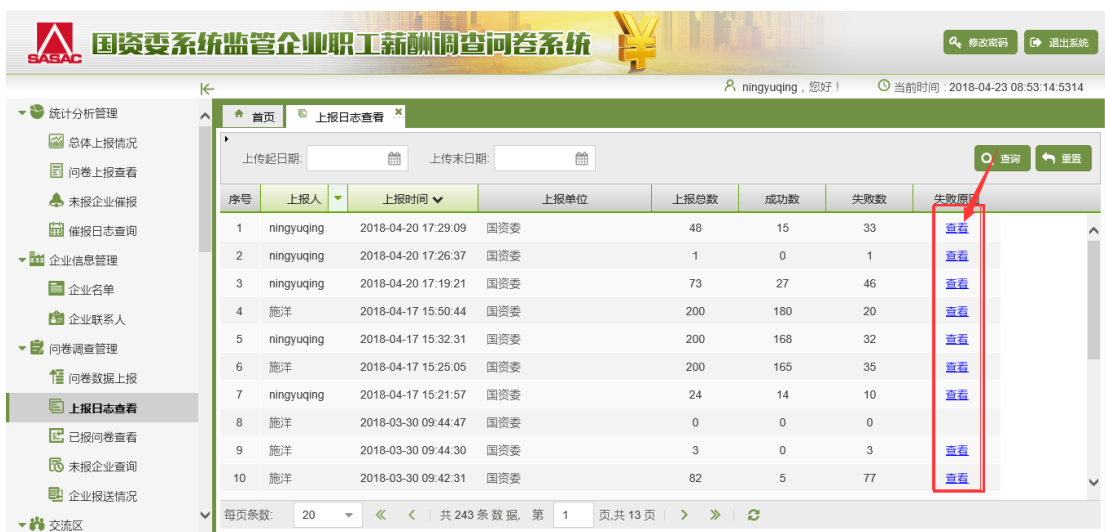 SASAC
国资委系统监管企业职工薪酬调查问卷系统
修改密码 退出系统
ningyuqing，您好！ 当前时间：2018-04-23 08:53:14:5314
统计分析管理
总体上报情况
问卷上报查看
未报企业催报
催报日志查询
企业信息管理
企业名单
企业联系人
问卷调查管理
问卷数据上报
上报日志查看
已报问卷查看
未报企业查询
企业报送情况
交流区
首页 上报日志查看
上传起日期: 上传末日期: 查询 重置
序号 上报人 上报时间 上报单位 上报总数 成功数 失败数 失败原因
1 ningyuqing 2018-04-20 17:29:09 国资委 48 15 33 查看
2 ningyuqing 2018-04-20 17:26:37 国资委 1 0 1 查看
3 ningyuqing 2018-04-20 17:19:21 国资委 73 27 46 查看
4 施洋 2018-04-17 15:50:44 国资委 200 180 20 查看
5 ningyuqing 2018-04-17 15:32:31 国资委 200 168 32 查看
6 施洋 2018-04-17 15:25:05 国资委 200 165 35 查看
7 ningyuqing 2018-04-17 15:21:57 国资委 24 14 10 查看
8 施洋 2018-03-30 09:44:47 国资委 0 0 0
9 施洋 2018-03-30 09:44:30 国资委 3 0 3 查看
10 施洋 2018-03-30 09:42:31 国资委 82 5 77 查看
每页条数: 20 共 243 条 数 据, 第 1 页,共 13 页